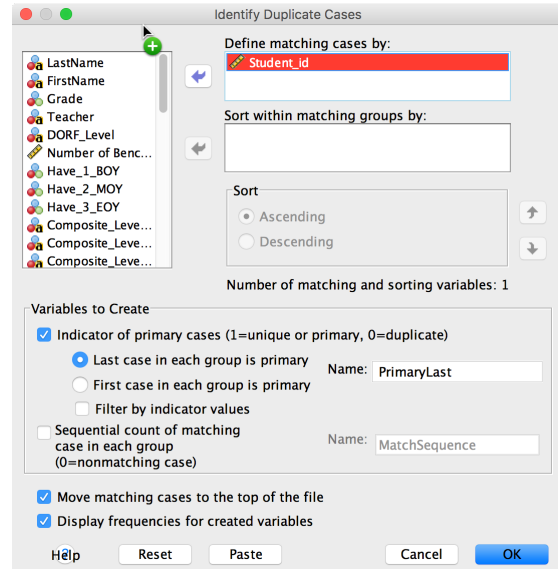 Identify Duplicate Cases
Define matching cases by:
LastName
FirstName
Grade
Teacher
DORF_Level
Number of Benc...
Have_1_BOY
Have_2_MOY
Have_3_EOY
Composite_Leve...
Composite_Leve...
Composite_Leve...
Student_id
Sort within matching groups by:
Sort
Ascending
Descending
Number of matching and sorting variables: 1
Variables to Create
Indicator of primary cases (1=unique or primary, 0=duplicate)
Last case in each group is primary
First case in each group is primary
Name: PrimaryLast
Filter by indicator values
Sequential count of matching
case in each group
(0=nonmatching case)
Name: MatchSequence
Move matching cases to the top of the file
Display frequencies for created variables
Help Reset Paste Cancel OK